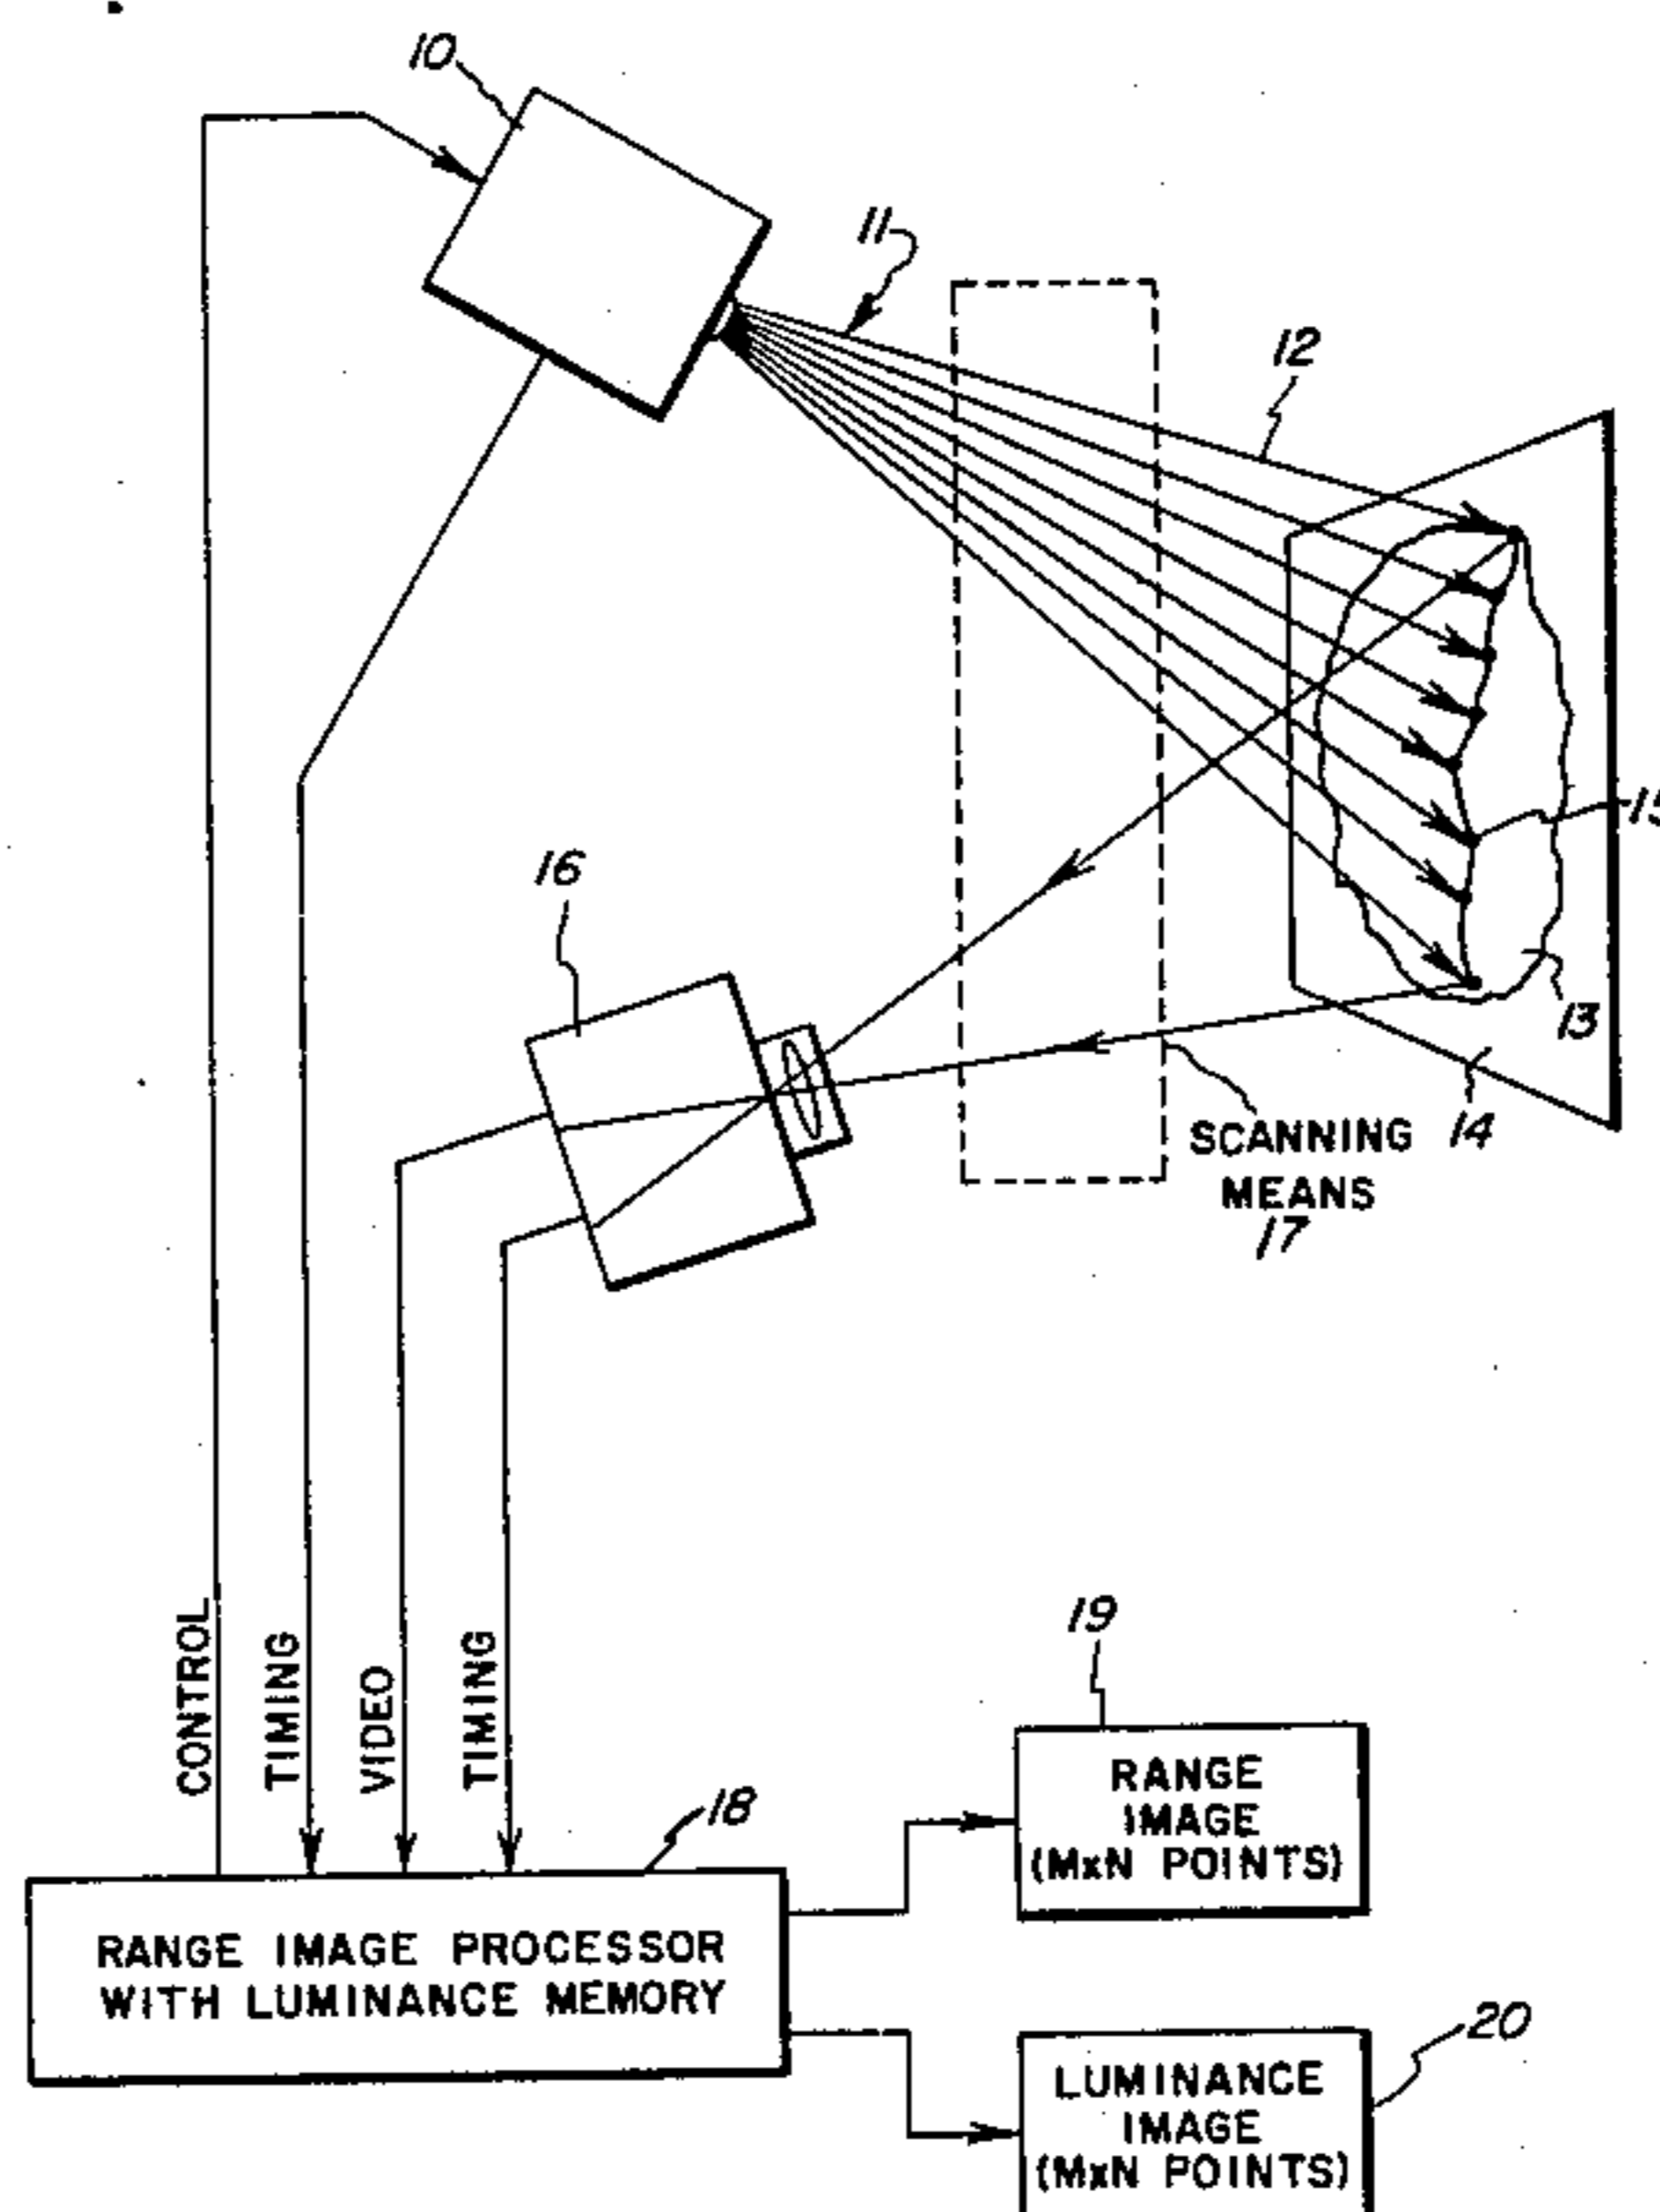 10
11
12
15
16
13
14
SCANNING
MEANS
17
CONTROL
TIMING
VIDEO
TIMING
18
19
RANGE
IMAGE
(MxN POINTS)
RANGE IMAGE PROCESSOR
WITH LUMINANCE MEMORY
20
LUMINANCE
IMAGE
(MxN POINTS)